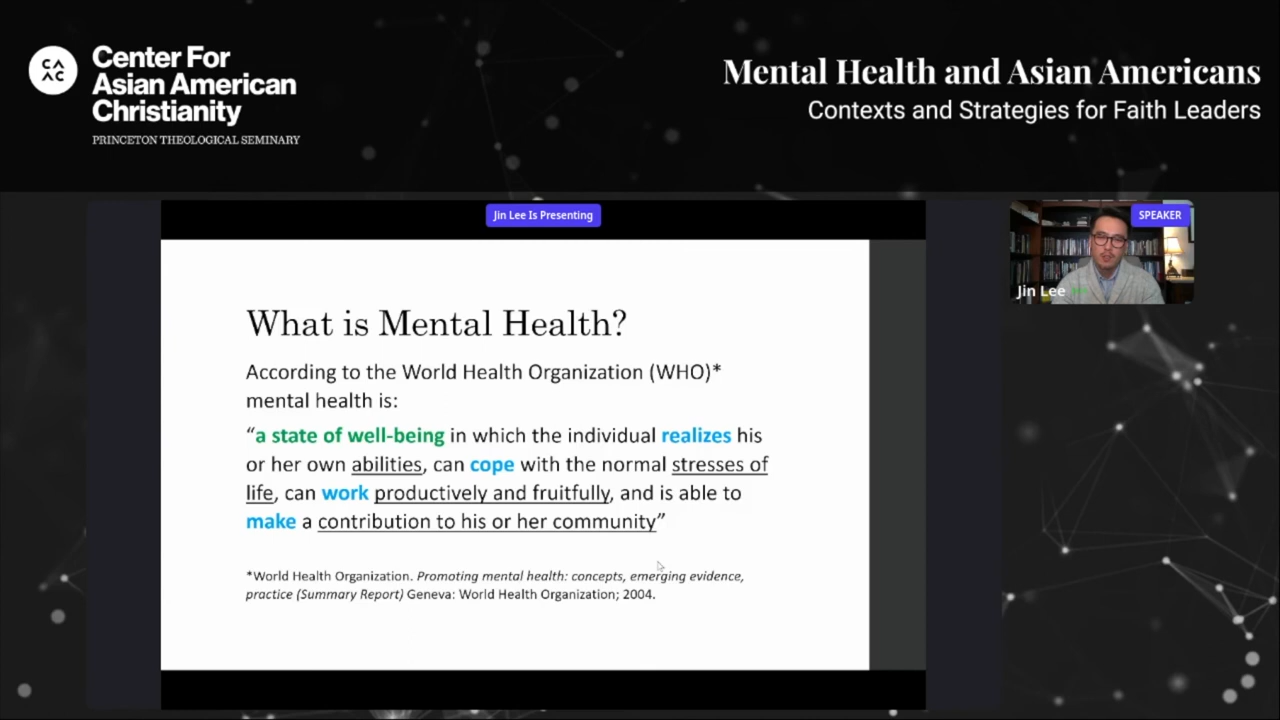 CA
AC
Center For
Asian American
Christianity
PRINCETON THEOLOGICAL SEMINARY
Mental Health and Asian Americans
Contexts and Strategies for Faith Leaders
Jin Lee Is Presenting
SPEAKER
Jin Lee
What is Mental Health?
According to the World Health Organization (WHO)*
mental health is:
“a state of well-being in which the individual realizes his
or her own abilities, can cope with the normal stresses of
life, can work productively and fruitfully, and is able to
make a contribution to his or her community”
*World Health Organization. Promoting mental health: concepts, emerging evidence,
practice (Summary Report) Geneva: World Health Organization; 2004.